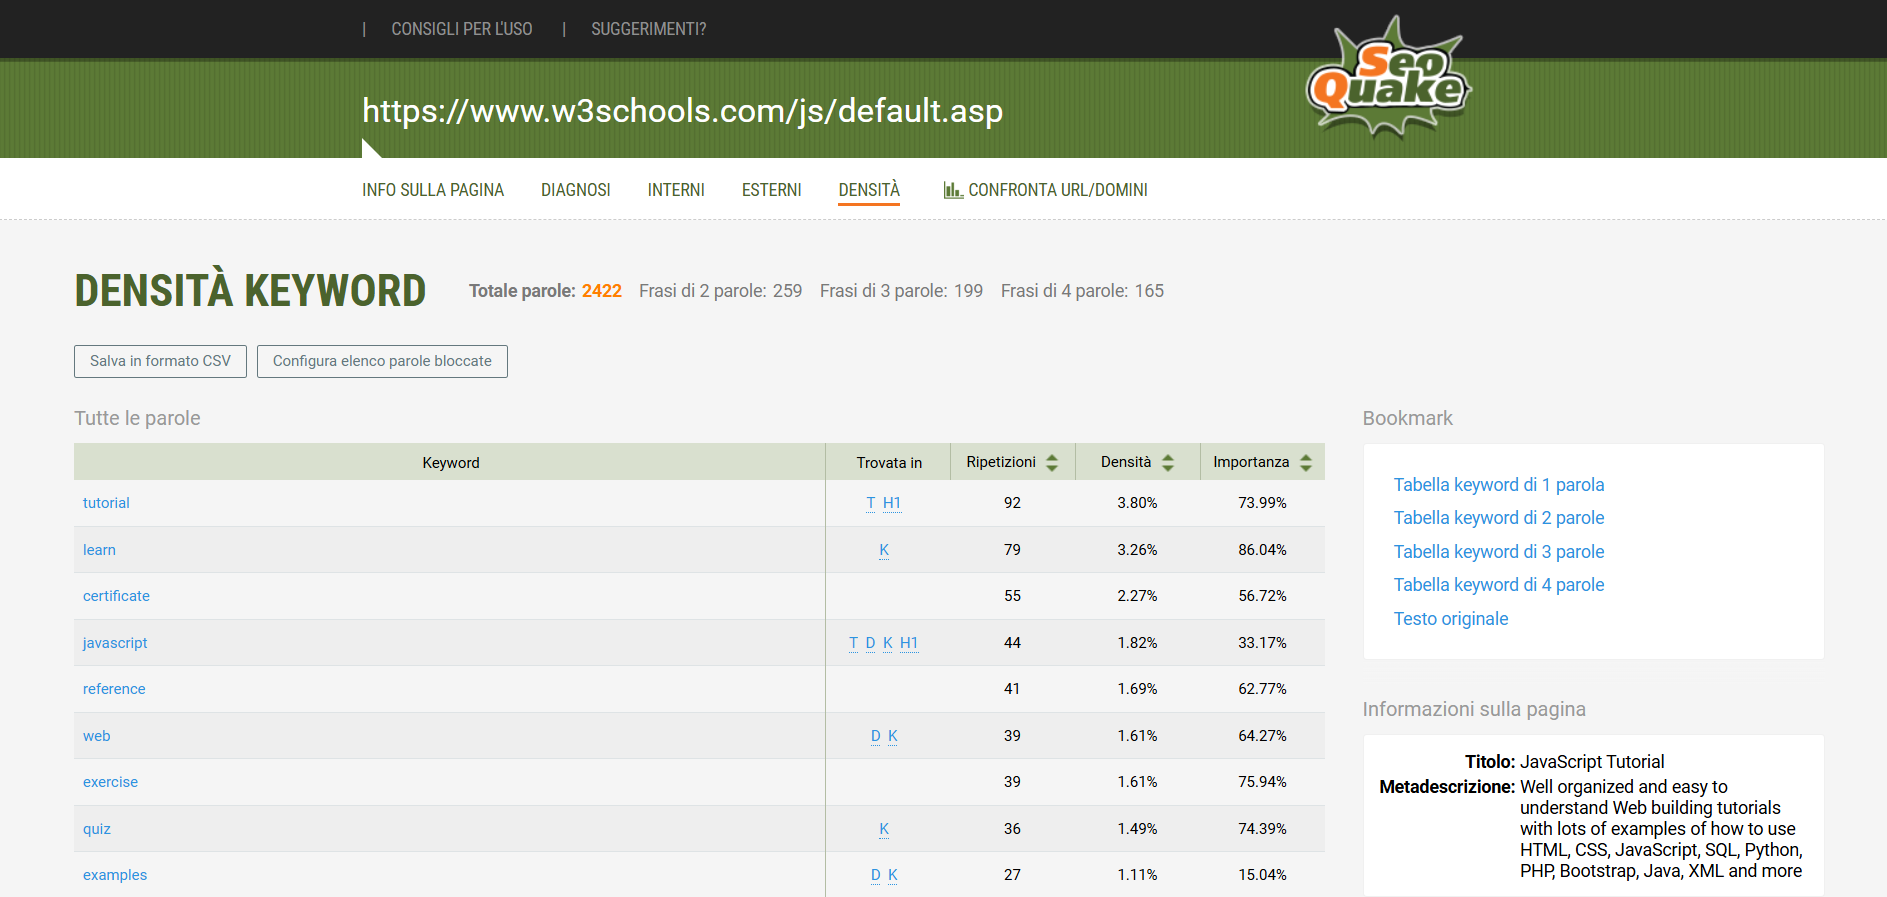 | CONSIGLI PER L'USO | SUGGERIMENTI?
Seo
Quake
https://www.w3schools.com/js/default.asp
INFO SULLA PAGINA DIAGNOSI INTERNI ESTERNI DENSITÀ CONFRONTA URL/DOMINI
DENSITÀ KEYWORD Totale parole: 2422 Frasi di 2 parole: 259 Frasi di 3 parole: 199 Frasi di 4 parole: 165
Salva in formato CSV Configura elenco parole bloccate
Tutte le parole
Keyword Trovata in Ripetizioni Densità Importanza
tutorial T H1 92 3.80% 73.99%
learn K 79 3.26% 86.04%
certificate 55 2.27% 56.72%
javascript T D K H1 44 1.82% 33.17%
reference 41 1.69% 62.77%
web D K 39 1.61% 64.27%
exercise 39 1.61% 75.94%
quiz K 36 1.49% 74.39%
examples D K 27 1.11% 15.04%
Bookmark
Tabella keyword di 1 parola
Tabella keyword di 2 parole
Tabella keyword di 3 parole
Tabella keyword di 4 parole
Testo originale
Informazioni sulla pagina
Titolo: JavaScript Tutorial
Metadescrizione: Well organized and easy to
understand Web building tutorials
with lots of examples of how to use
HTML, CSS, JavaScript, SQL, Python,
PHP, Bootstrap, Java, XML and more